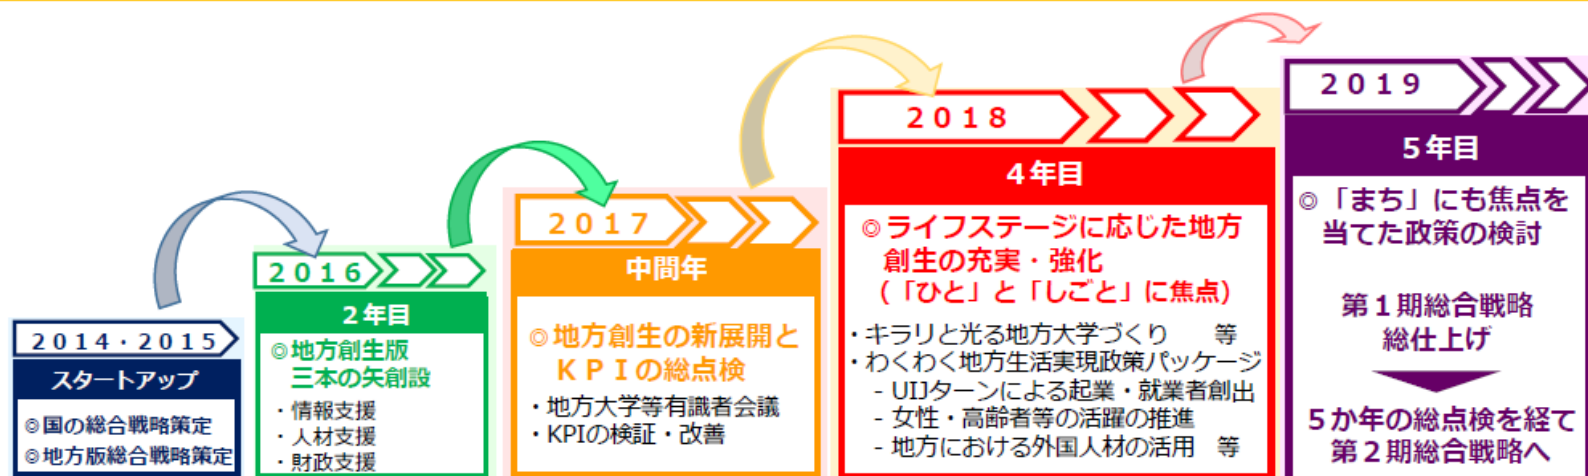 ２０１４・２０１５
スタートアップ
◎国の総合戦略策定
◎地方版総合戦略策定
２０１６
２年目
◎地方創生版
三本の矢創設
・情報支援
・人材支援
・財政支援
２０１７
中間年
◎地方創生の新展開と
ＫＰＩの総点検
・地方大学等有識者会議
・KPIの検証・改善
２０１８
４年目
◎ライフステージに応じた地方
創生の充実・強化
(「ひと」と「しごと」に焦点)
・キラリと光る地方大学づくり　等
・わくわく地方生活実現政策パッケージ
- UIJターンによる起業・就業者創出
- 女性・高齢者等の活躍の推進
- 地方における外国人材の活用　等
２０１９
５年目
◎「まち」にも焦点を
当てた政策の検討
第１期総合戦略
総仕上げ
５か年の総点検を経て
第２期総合戦略へ